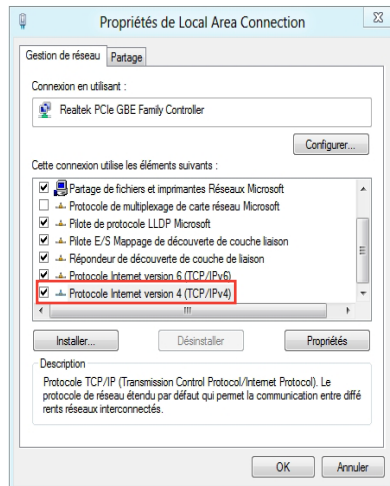 Propriétés de Local Area Connection
Gestion de réseau Partage
Connexion en utilisant :
Realtek PCIe GBE Family Controller
Configurer...
Cette connexion utilise les éléments suivants :
Partage de fichiers et imprimantes Réseaux Microsoft
Protocole de multiplexage de carte réseau Microsoft
Pilote de protocole LLDP Microsoft
Pilote E/S Mappage de découverte de couche liaison
Répondeur de découverte de couche de liaison
Protocole Internet version 6 (TCP/IPv6)
Protocole Internet version 4 (TCP/IPv4)
Installer... Désinstaller Propriétés
Description
Protocole TCP/IP (Transmission Control Protocol/Internet Protocol). Le
protocole de réseau étendu par défaut qui permet la communication entre diffé
rents réseaux interconnectés.
OK Annuler